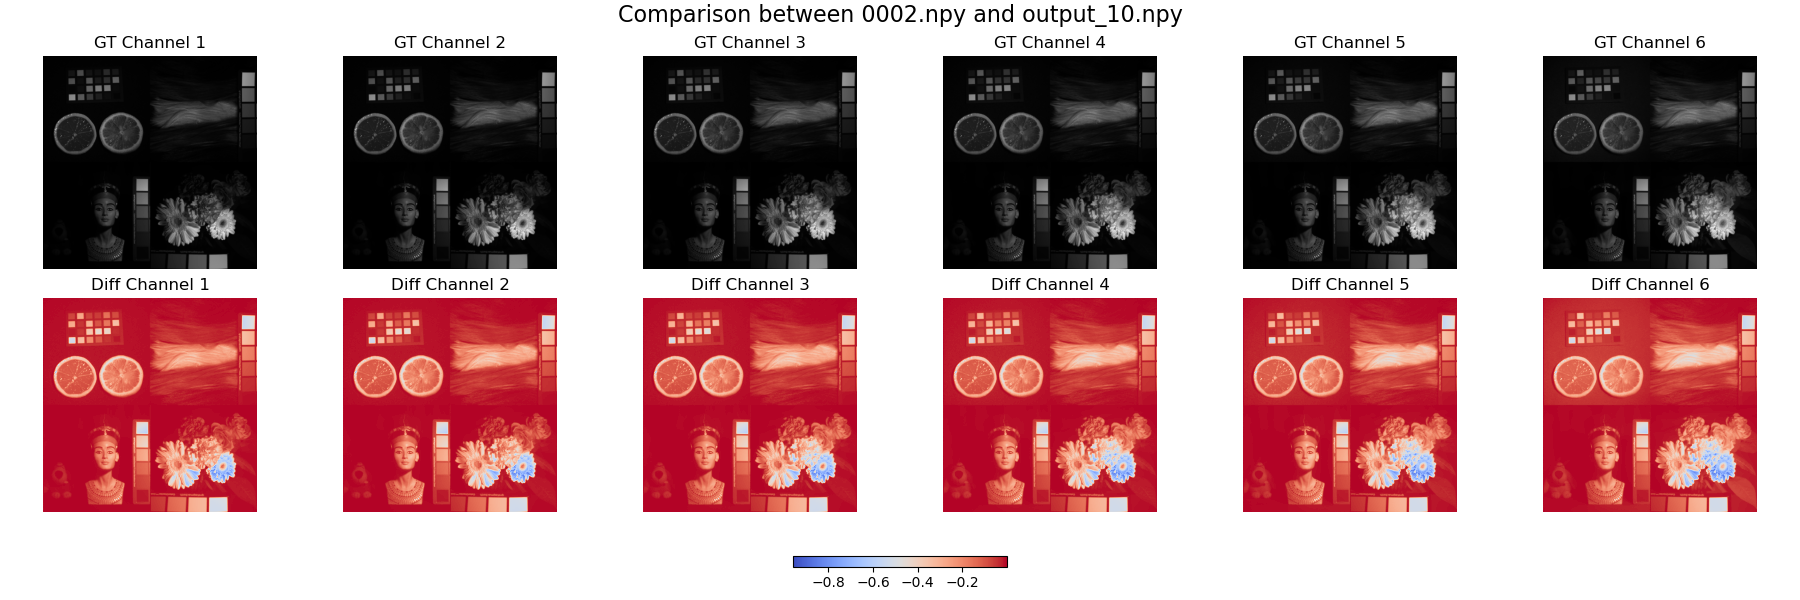 Comparison between 0002.npy and output_10.npy
GT Channel 1 GT Channel 2 GT Channel 3 GT Channel 4 GT Channel 5 GT Channel 6
Diff Channel 1 Diff Channel 2 Diff Channel 3 Diff Channel 4 Diff Channel 5 Diff Channel 6
−0.8 −0.6 −0.4 −0.2